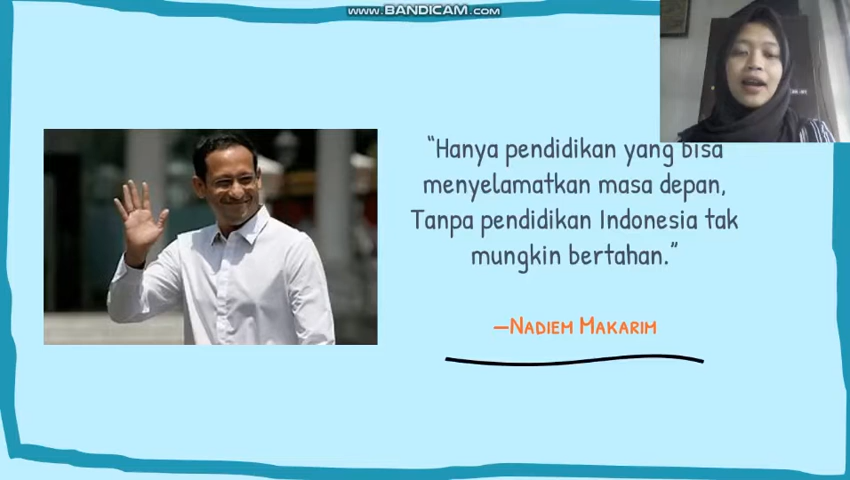 www.BANDICAM.com
"Hanya pendidikan yang bisa
menyelamatkan masa depan,
Tanpa pendidikan Indonesia tak
mungkin bertahan."
—Nadiem Makarim